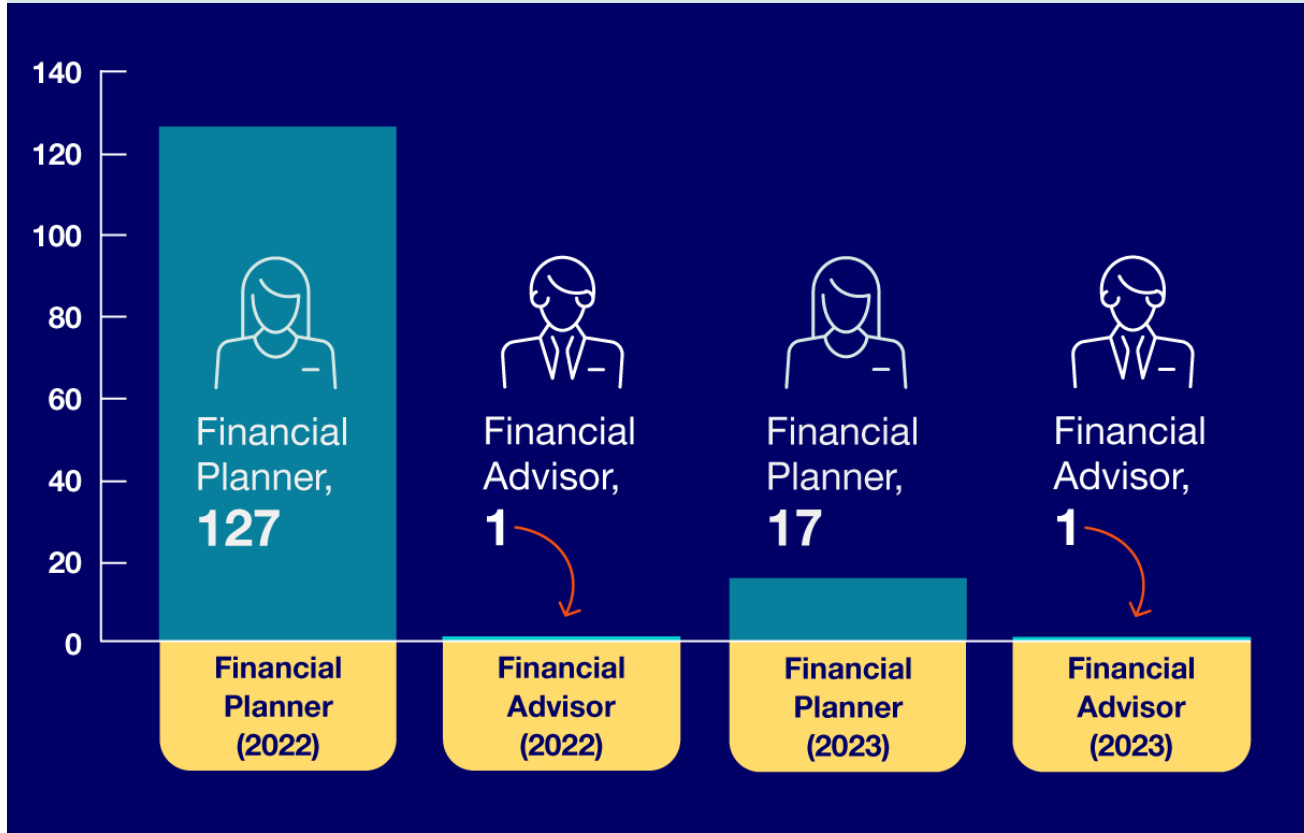 140
120
100
80
60
40
20
0
Financial
Planner,
127
Financial
Advisor,
1
Financial
Planner,
17
Financial
Advisor,
1
Financial
Planner
(2022)
Financial
Advisor
(2022)
Financial
Planner
(2023)
Financial
Advisor
(2023)